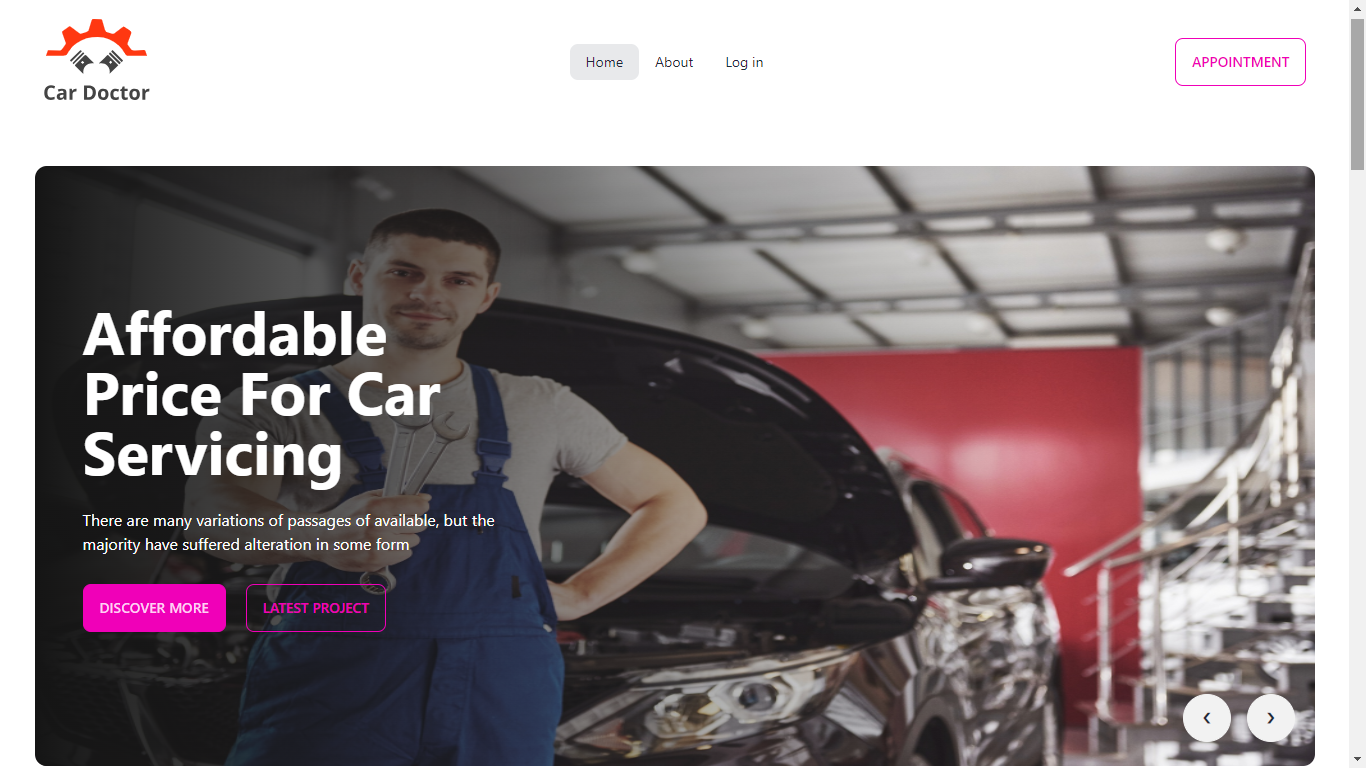 Car Doctor
Home
About
Log in
APPOINTMENT
Affordable
Price For Car
Servicing
There are many variations of passages of available, but the
majority have suffered alteration in some form
DISCOVER MORE
LATEST PROJECT
❮
❯